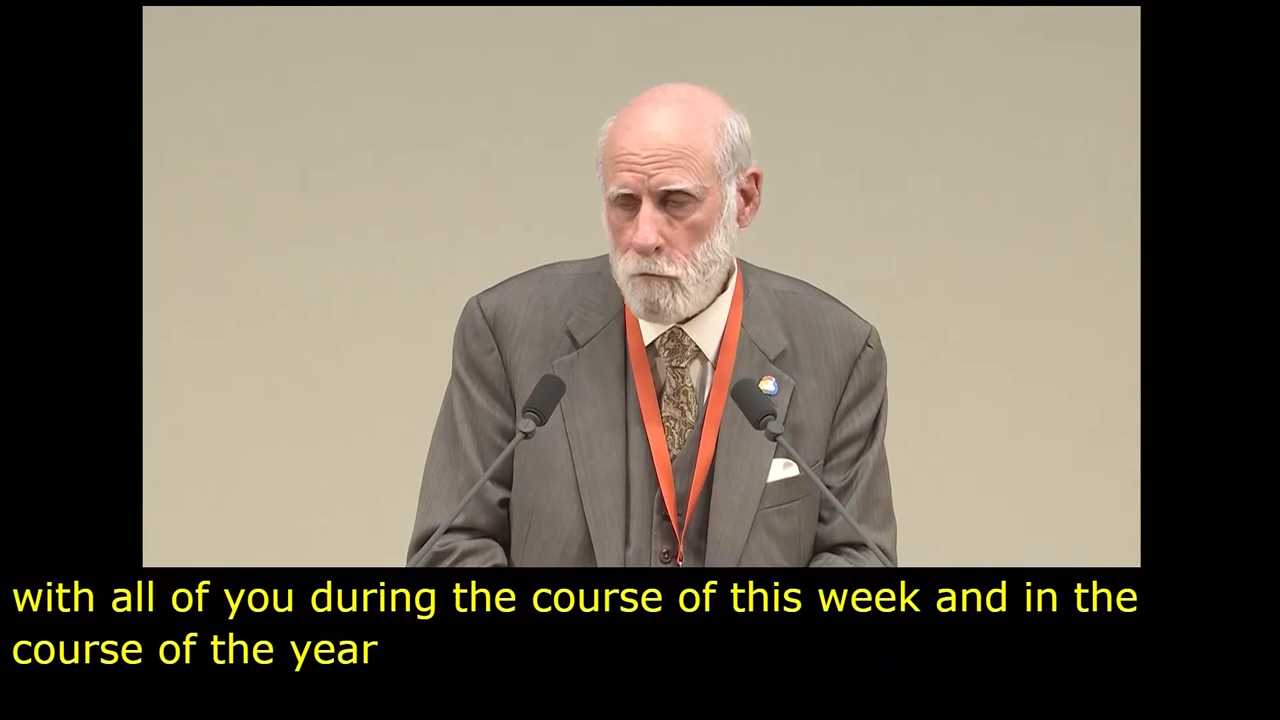 with all of you during the course of this week and in the
course of the year